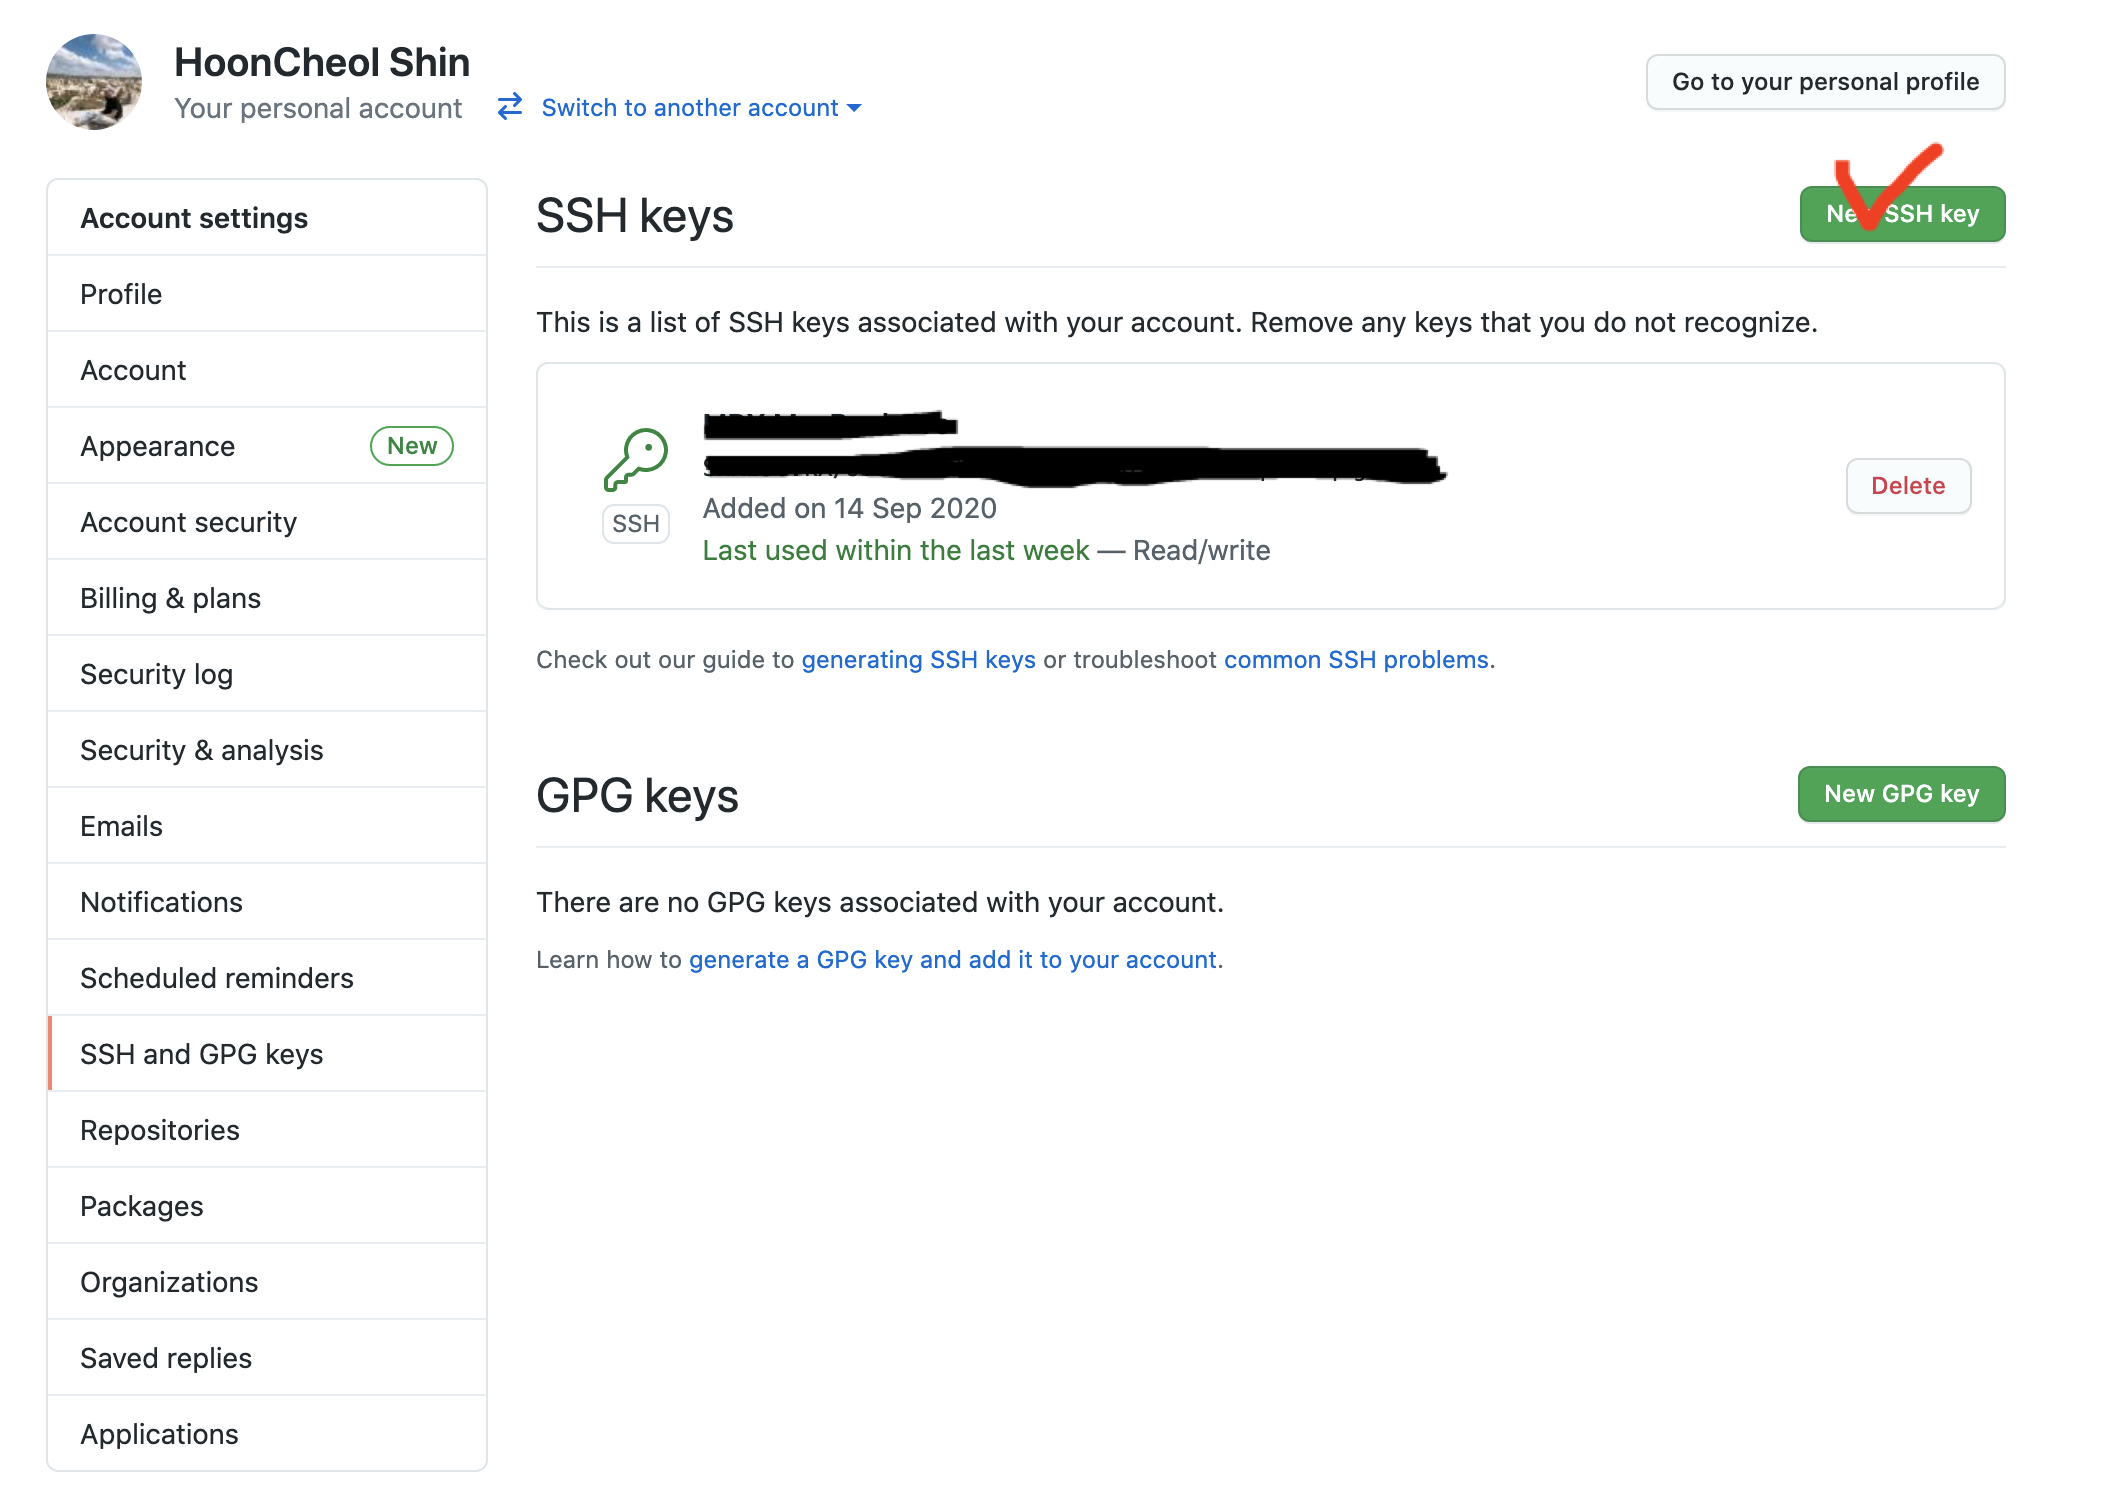 HoonCheol Shin
Your personal account
Switch to another account
Go to your personal profile
Account settings
Profile
Account
Appearance New
Account security
Billing & plans
Security log
Security & analysis
Emails
Notifications
Scheduled reminders
SSH and GPG keys
Repositories
Packages
Organizations
Saved replies
Applications
SSH keys
New SSH key
This is a list of SSH keys associated with your account. Remove any keys that you do not recognize.
SSH
Added on 14 Sep 2020
Last used within the last week — Read/write
Delete
Check out our guide to generating SSH keys or troubleshoot common SSH problems.
GPG keys
New GPG key
There are no GPG keys associated with your account.
Learn how to generate a GPG key and add it to your account.